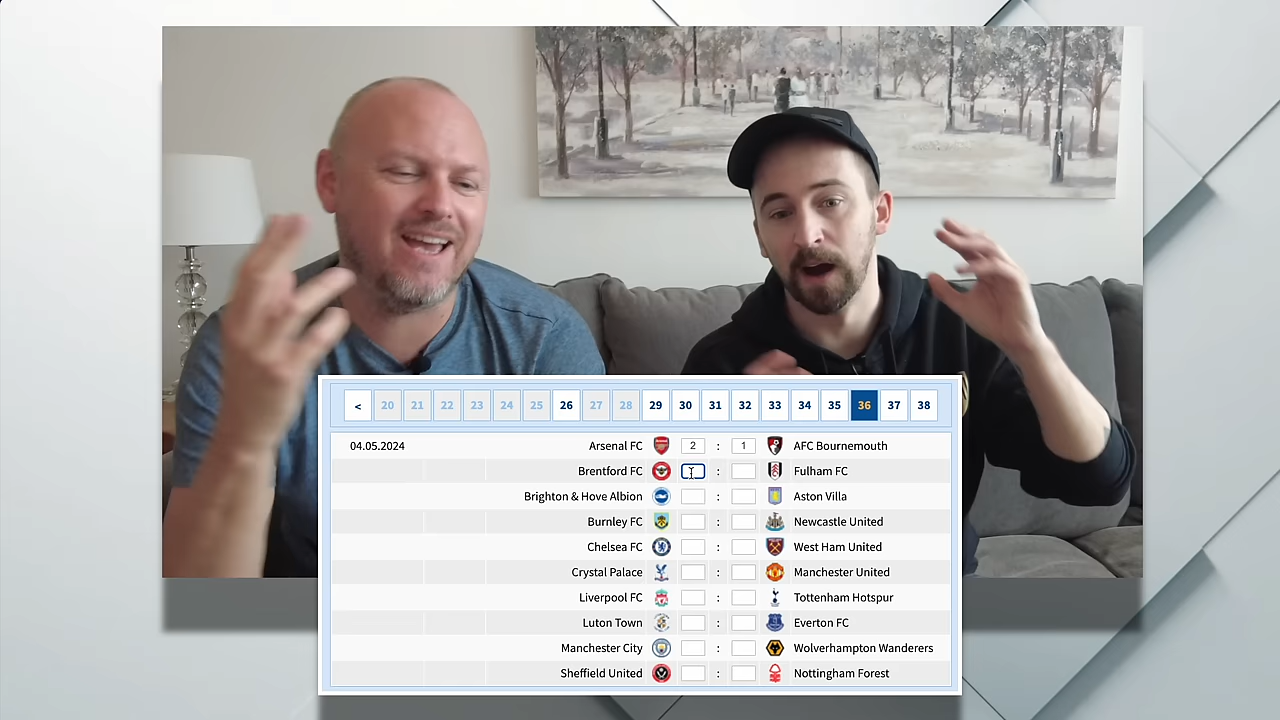 < 20 21 22 23 24 25 26 27 28 29 30 31 32 33 34 35 36 37 38
04.05.2024 Arsenal FC 2 : 1 AFC Bournemouth
Brentford FC : Fulham FC
Brighton & Hove Albion : Aston Villa
Burnley FC : Newcastle United
Chelsea FC : West Ham United
Crystal Palace : Manchester United
Liverpool FC : Tottenham Hotspur
Luton Town : Everton FC
Manchester City : Wolverhampton Wanderers
Sheffield United : Nottingham Forest